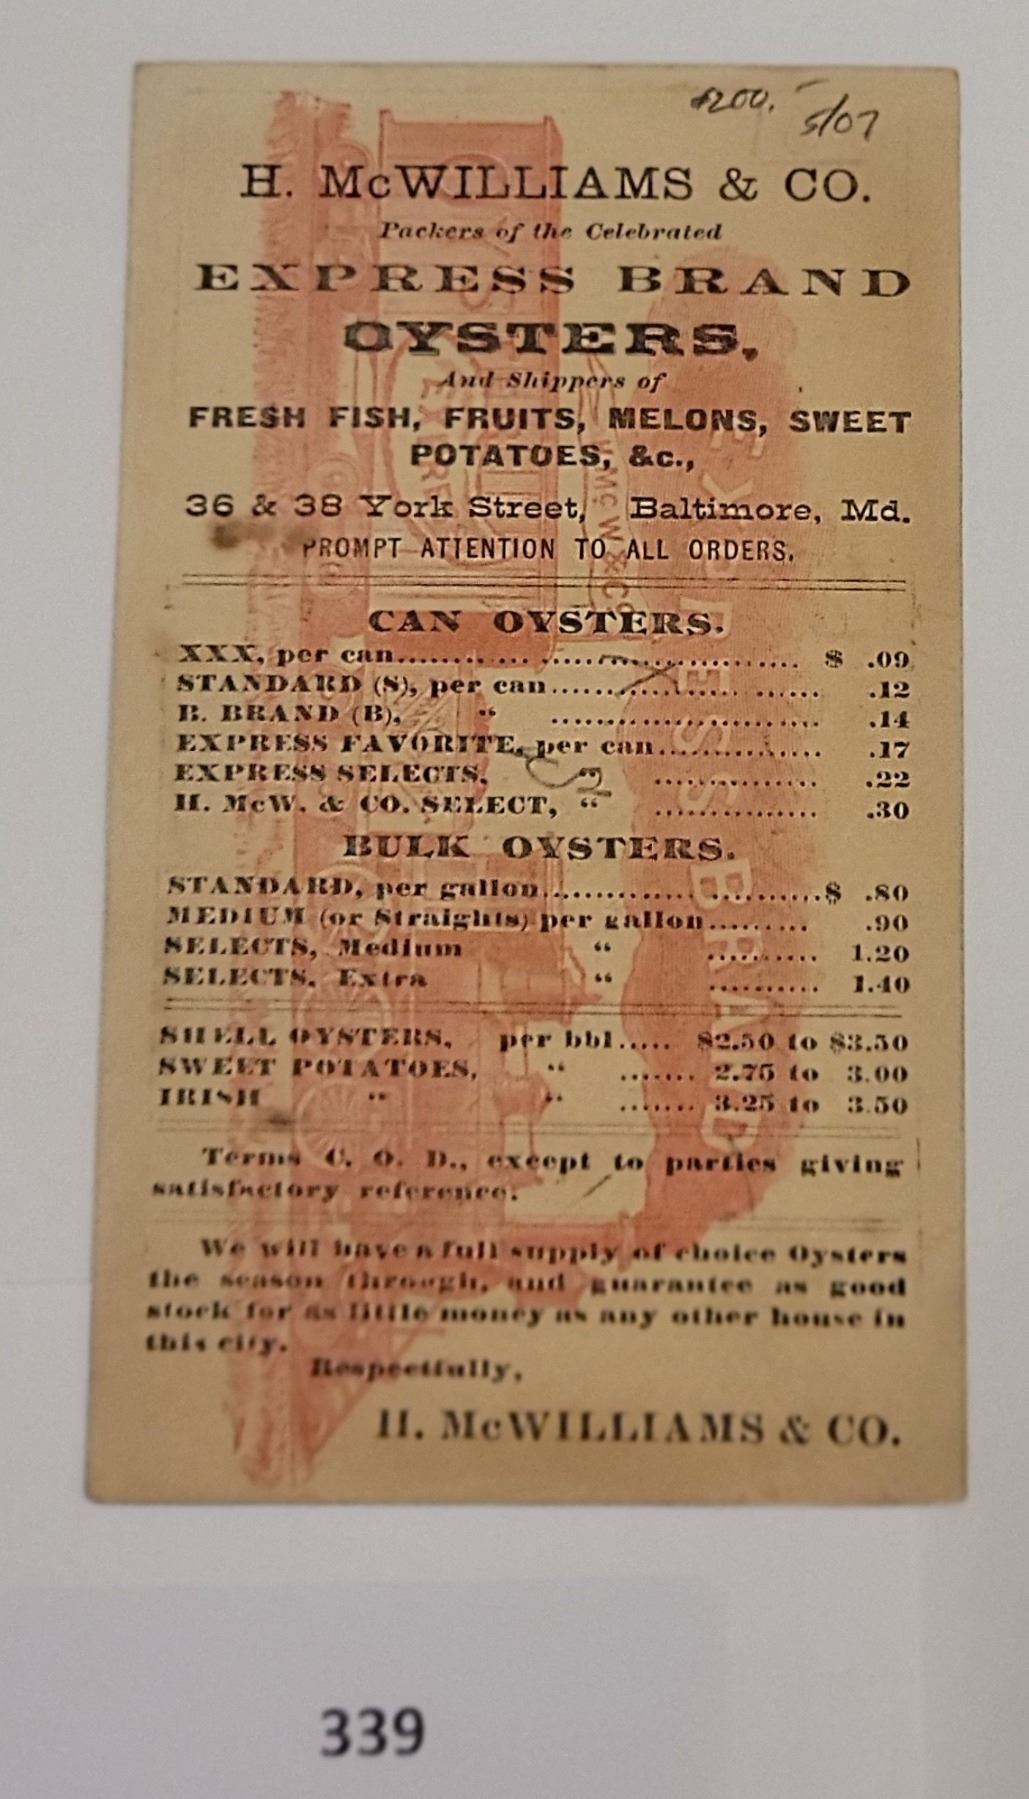 $200.
5/07
H. McWILLIAMS & CO.
Packers of the Celebrated
EXPRESS BRAND
OYSTERS,
And Shippers of
FRESH FISH, FRUITS, MELONS, SWEET
POTATOES, &c.,
36 & 38 York Street, Baltimore, Md.
PROMPT ATTENTION TO ALL ORDERS.
CAN OYSTERS.
XXX, per can.................................. $ .09
STANDARD (S), per can........................ .12
B. BRAND (B), “ ........................ .14
EXPRESS FAVORITE, per can............... .17
EXPRESS SELECTS, “ ............... .22
H. McW. & CO. SELECT, “ ............... .30
BULK OYSTERS.
STANDARD, per gallon.........................$ .80
MEDIUM (or Straights) per gallon......... .90
SELECTS, Medium “ .......... 1.20
SELECTS, Extra “ .......... 1.40
SHELL OYSTERS, per bbl..... $2.50 to $3.50
SWEET POTATOES, “ ....... 2.75 to 3.00
IRISH “ “ ....... 3.25 to 3.50
Terms C. O. D., except to parties giving
satisfactory reference.
We will have a full supply of choice Oysters
the season through, and guarantee as good
stock for as little money as any other house in
this city.
Respectfully,
H. McWILLIAMS & CO.
EXPRESS BRAND
H. McW. & CO
339